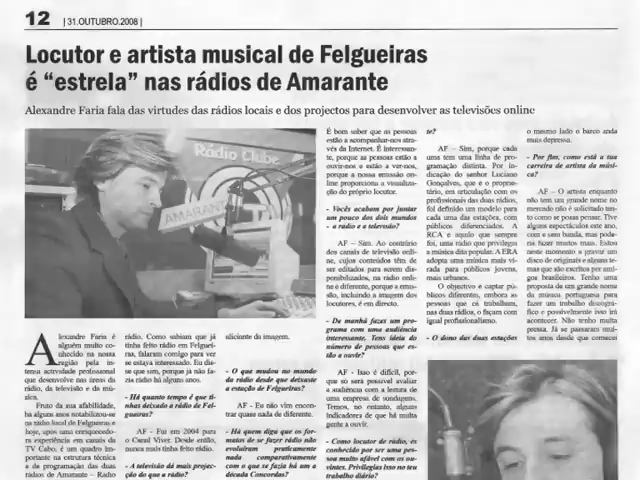 12 | 31.OUTUBRO.2008 |
Locutor e artista musical de Felgueiras
é “estrela” nas rádios de Amarante
Alexandre Faria fala das virtudes das rádios locais e dos projectos para desenvolver as televisões online
Rádio Clube
AMARANTE
Alexandre Faria é
alguém muito co-
nhecido na nossa
região pela in-
tensa actividade profissional
que desenvolve nas áreas da
rádio, da televisão e da mú-
sica.
Fruto da sua afabilidade,
há alguns anos notabilizou-se
na rádio local de Felgueiras e
hoje, após uma enriquecedo-
ra experiência em canais da
TV Cabo, é um quadro im-
portante na estrutura técnica
e da programação das duas
rádios de Amarante – Rádio
rádio. Como sabiam que já
tinha feito rádio em Felguei-
ras, falaram comigo para ver
se estava interessado. Eu dis-
se que sim, porque já não fa-
zia rádio há alguns anos.
- Há quanto tempo é que ti-
nhas deixado a rádio de Fel-
gueiras?
AF - Fui em 2004 para
o Canal Viver. Desde então,
nunca mais tinha feito rádio.
- A televisão dá mais projec-
ção do que a rádio?
aliciante da imagem.
- O que mudou no mundo
da rádio desde que deixaste
a estação de Felgueiras?
AF - Eu não vim encon-
trar quase nada de diferente.
- Há quem diga que os for-
matos de se fazer rádio não
evoluíram praticamente
nada comparativamente
com o que se fazia há um a
década Concordas?
É bom saber que as pessoas
estão a acompanhar-nos atra-
vés da Internet. É interessan-
te, porque as pessoas estão a
ouvir-nos e estão a ver-nos,
porque a nossa emissão on-
line proporciona a visualiza-
ção do próprio locutor.
- Vocês acabam por juntar
um pouco dos dois mundos
- a rádio e a televisão?
AF – Sim. Ao contrário
dos canais de televisão onli-
ne, cujos conteúdos têm de
ser editados para serem dis-
ponibilizados, na rádio onli-
ne é diferente, porque a emis-
são, incluindo a imagem dos
locutores, é em directo.
- De manhã fazes um pro-
grama com uma audiência
interessante. Tens ideia do
número de pessoas que es-
tão a ouvir?
AF - Isso é difícil, por-
que só será possível avaliar
a audiência com a leitura de
uma empresa de sondagens.
Temos, no entanto, alguns
indicadores de que há muita
gente a ouvir.
- Como locutor de rádio, és
conhecido por ser uma pes-
soa muito afável com os ou-
vintes. Privilegias isso no teu
trabalho diário?
te?
AF – Sim, porque cada
uma tem uma linha de pro-
gramação distinta. Por in-
dicação do senhor Luciano
Gonçalves, que é o proprie-
tário, em articulação com os
profissionais das duas rádios,
foi definido um modelo para
cada uma das estações, com
públicos diferenciados. A
RCA é aquilo que sempre
foi, uma rádio que privilegia
a música dita popular. A ERA
adopta uma música mais vi-
rada para públicos jovens,
mais urbanos.
O objectivo é captar pú-
blicos diferentes, embora as
pessoas que cá trabalham,
nas duas rádios, o façam com
igual profissionalismo.
- O dono das duas estações
o mesmo lado o barco anda
mais depressa.
- Por fim, como está a tua
carreira de artista da músi-
ca?
AF – O artista enquanto
não tem um grande nome no
mercado não é solicitado ten-
to como se possa pensar. Tive
alguns espectáculos este ano,
com e sem banda, mas pode-
ria fazer muitos mais. Estou
neste momento a gravar um
disco de originais e alguns te-
mas que são escritos por ami-
gos brasileiros. Tenho uma
proposta de um grande nome
da música portuguesa para
fazer um trabalho discográ-
fico e possivelmente isso irá
acontecer. Não tenho muita
pressa. Já se passaram mui-
tos anos desde que comecei